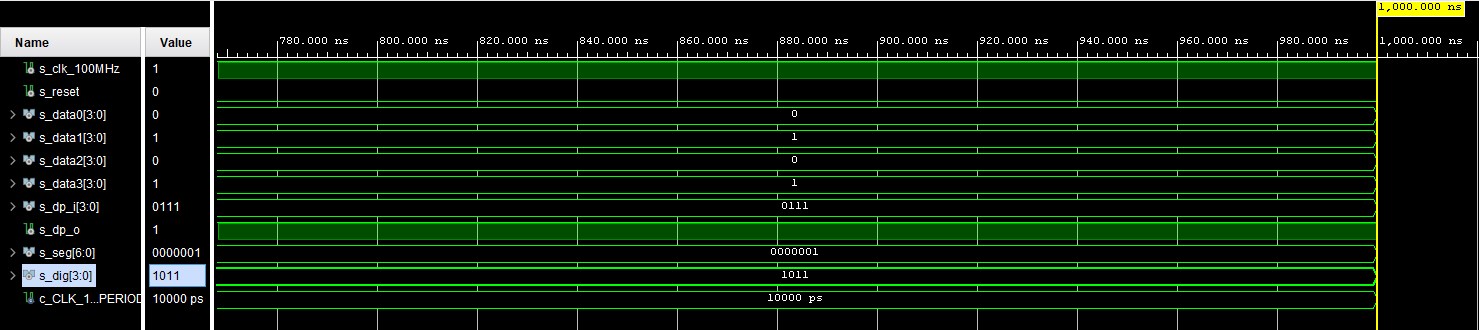 1,000.000 ns
Name Value 780.000 ns 800.000 ns 820.000 ns 840.000 ns 860.000 ns 880.000 ns 900.000 ns 920.000 ns 940.000 ns 960.000 ns 980.000 ns 1,000.000 ns
s_clk_100MHz 1
s_reset 0
s_data0[3:0] 0 0
s_data1[3:0] 1 1
s_data2[3:0] 0 0
s_data3[3:0] 1 1
s_dp_i[3:0] 0111 0111
s_dp_o 1
s_seg[6:0] 0000001 0000001
s_dig[3:0] 1011 1011
c_CLK_1...PERIOD 10000 ps 10000 ps